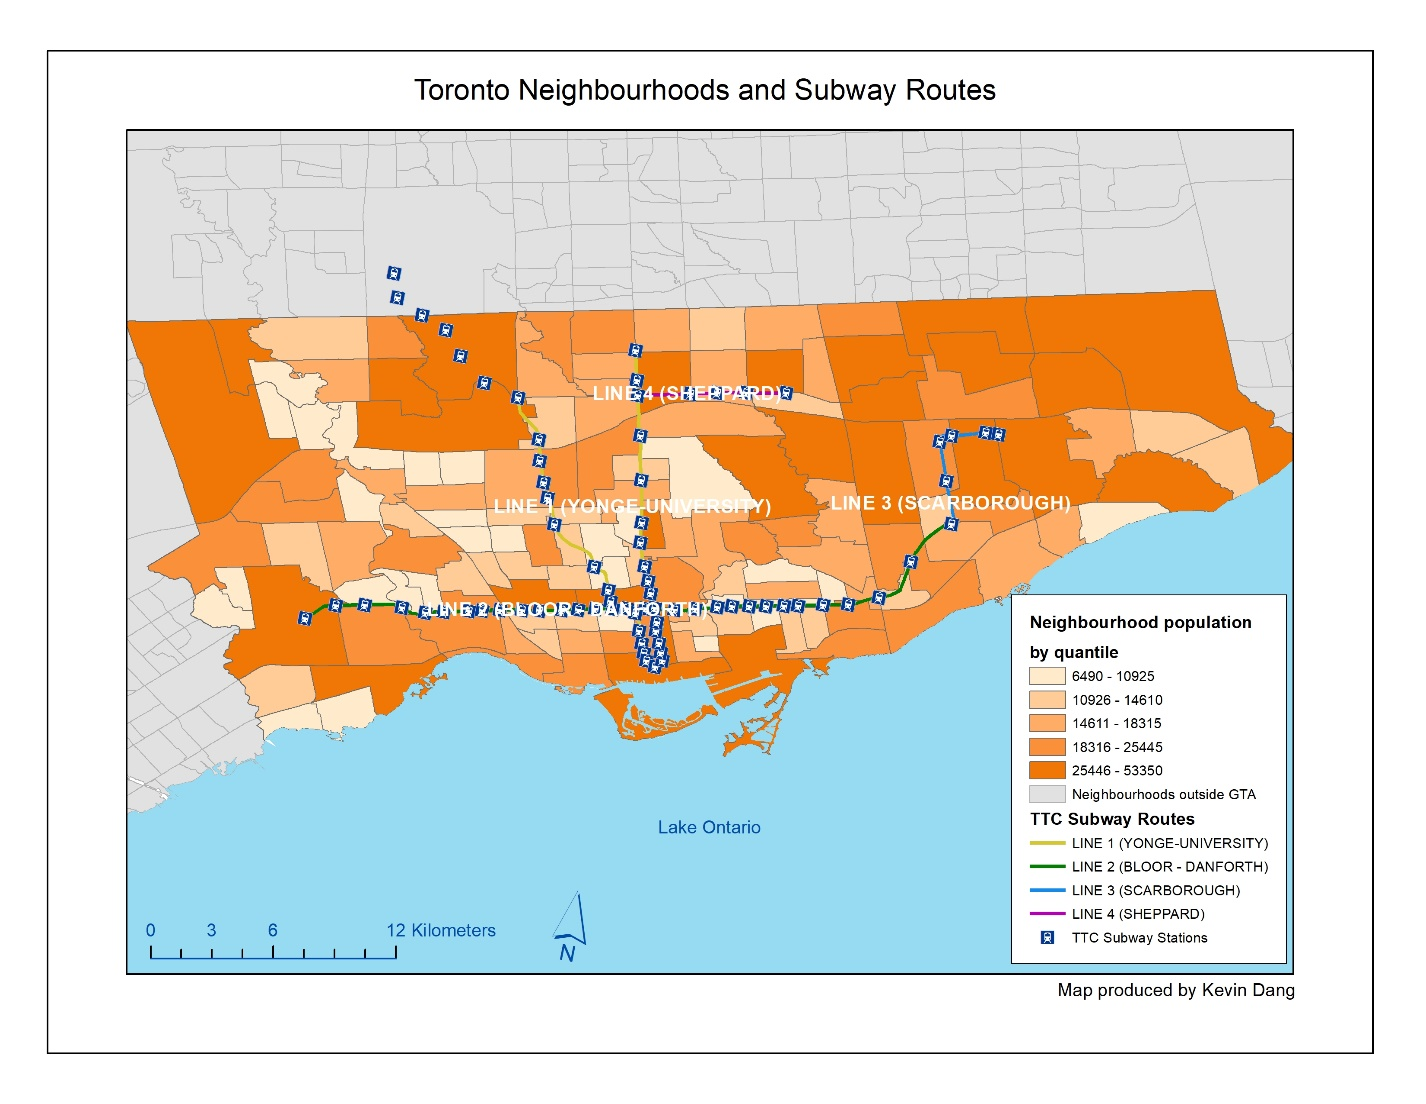 Toronto Neighbourhoods and Subway Routes
LINE 4 (SHEPPARD)
LINE 1 (YONGE-UNIVERSITY)
LINE 3 (SCARBOROUGH)
LINE 2 (BLOOR - DANFORTH)
Neighbourhood population
by quantile
6490 - 10925
10926 - 14610
14611 - 18315
18316 - 25445
25446 - 53350
Neighbourhoods outside GTA
TTC Subway Routes
LINE 1 (YONGE-UNIVERSITY)
LINE 2 (BLOOR - DANFORTH)
LINE 3 (SCARBOROUGH)
LINE 4 (SHEPPARD)
TTC Subway Stations
Lake Ontario
0 3 6 12 Kilometers
N
Map produced by Kevin Dang